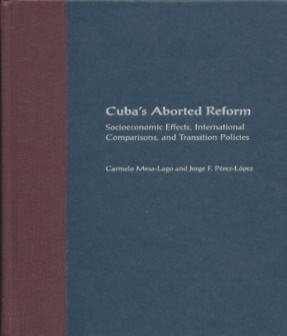 Cuba's Aborted Reform
Socioeconomic Effects, International
Comparisons, and Transition Policies
Carmelo Mesa-Lago and Jorge F. Pérez-López